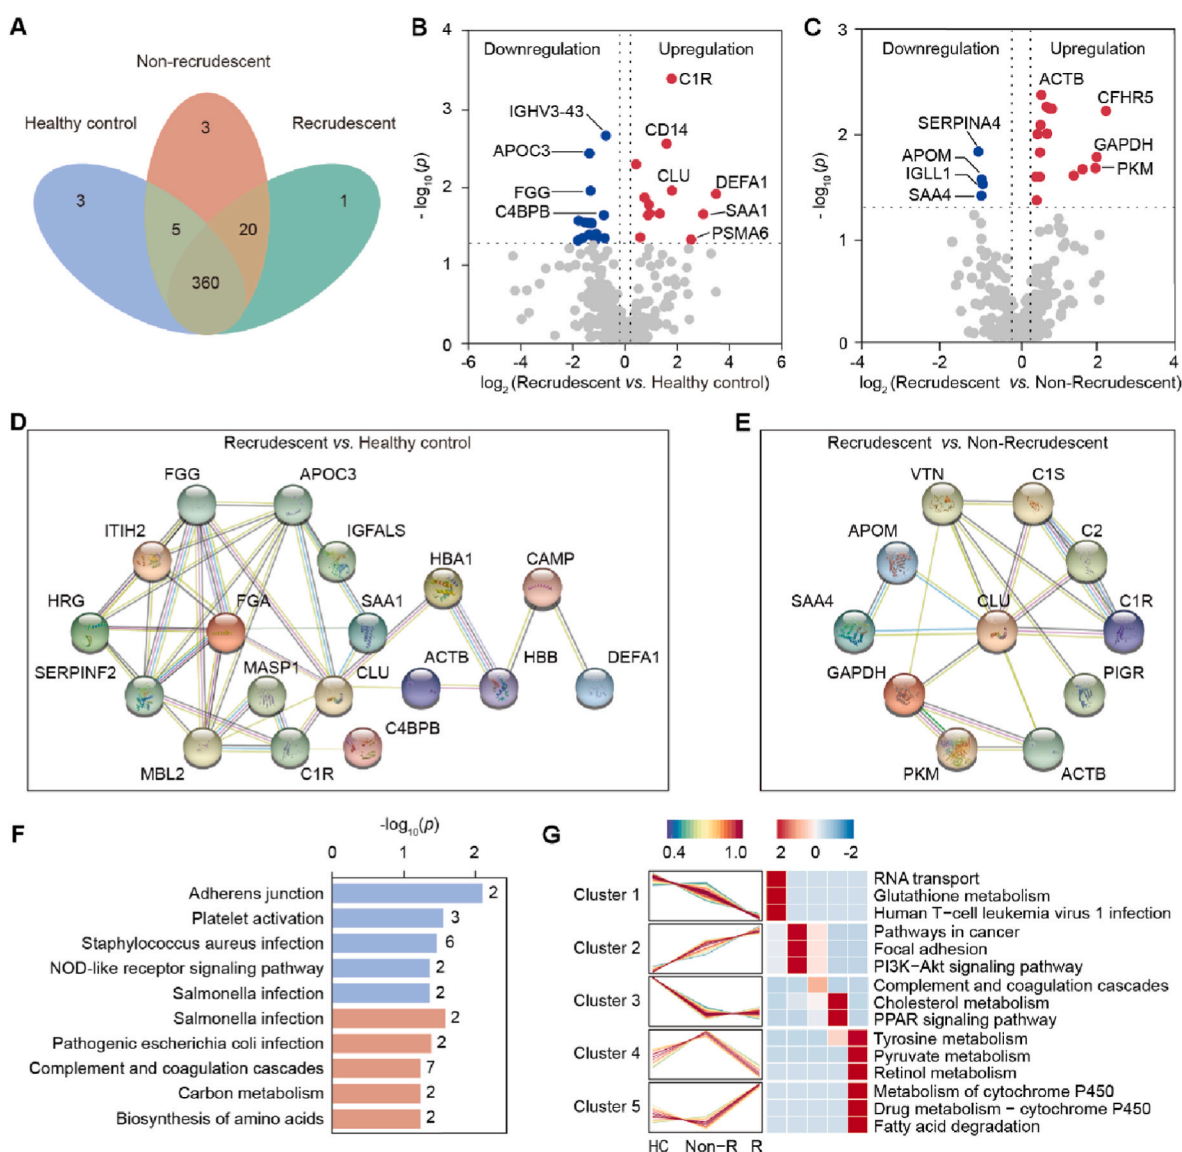 A
Non-recrudescent
3
Healthy control
Recrudescent
3
1
5
20
360
B
4
3
2
1
0
- log10 (p)
Downregulation
Upregulation
C1R
IGHV3-43
CD14
APOC3
CLU
DEFA1
FGG
C4BPB
SAA1
PSMA6
-6
-4
-2
0
2
4
6
log2 (Recrudescent vs. Healthy control)
C
3
2
1
0
- log10 (p)
Downregulation
Upregulation
ACTB
CFHR5
SERPINA4
GAPDH
APOM
PKM
IGLL1
SAA4
-4
-2
0
2
4
log2 (Recrudescent vs. Non-Recrudescent)
D
Recrudescent vs. Healthy control
FGG
APOC3
ITIH2
IGFALS
HBA1
CAMP
HRG
FGA
SAA1
SERPINF2
MASP1
CLU
ACTB
HBB
DEFA1
C4BPB
MBL2
C1R
E
Recrudescent vs. Non-Recrudescent
VTN
C1S
APOM
C2
SAA4
CLU
C1R
GAPDH
PIGR
PKM
ACTB
F
-log10(p)
0
1
2
Adherens junction 2
Platelet activation 3
Staphylococcus aureus infection 6
NOD-like receptor signaling pathway 2
Salmonella infection 2
Salmonella infection 2
Pathogenic escherichia coli infection 2
Complement and coagulation cascades 7
Carbon metabolism 2
Biosynthesis of amino acids 2
G
0.4
1.0
2
0
-2
Cluster 1
RNA transport
Glutathione metabolism
Human T−cell leukemia virus 1 infection
Cluster 2
Pathways in cancer
Focal adhesion
PI3K−Akt signaling pathway
Cluster 3
Complement and coagulation cascades
Cholesterol metabolism
PPAR signaling pathway
Cluster 4
Tyrosine metabolism
Pyruvate metabolism
Retinol metabolism
Cluster 5
Metabolism of cytochrome P450
Drug metabolism − cytochrome P450
Fatty acid degradation
HC
Non-R
R